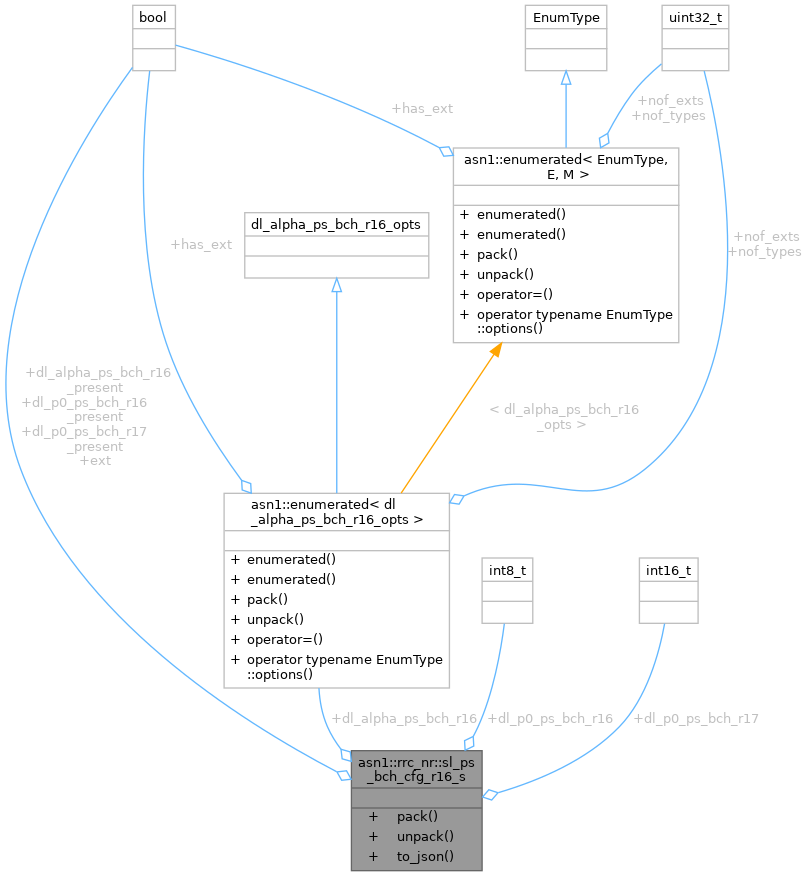 bool
EnumType
uint32_t
+has_ext
+nof_exts
+nof_types
asn1::enumerated< EnumType,
E, M >
+ enumerated()
+ enumerated()
+ pack()
+ unpack()
+ operator=()
+ operator typename EnumType
::options()
dl_alpha_ps_bch_r16_opts
+has_ext
+nof_exts
+nof_types
+dl_alpha_ps_bch_r16
_present
+dl_p0_ps_bch_r16
_present
+dl_p0_ps_bch_r17
_present
+ext
< dl_alpha_ps_bch_r16
_opts >
asn1::enumerated< dl
_alpha_ps_bch_r16_opts >
+ enumerated()
+ enumerated()
+ pack()
+ unpack()
+ operator=()
+ operator typename EnumType
::options()
int8_t
int16_t
+dl_alpha_ps_bch_r16
+dl_p0_ps_bch_r16
+dl_p0_ps_bch_r17
asn1::rrc_nr::sl_ps
_bch_cfg_r16_s
+ pack()
+ unpack()
+ to_json()